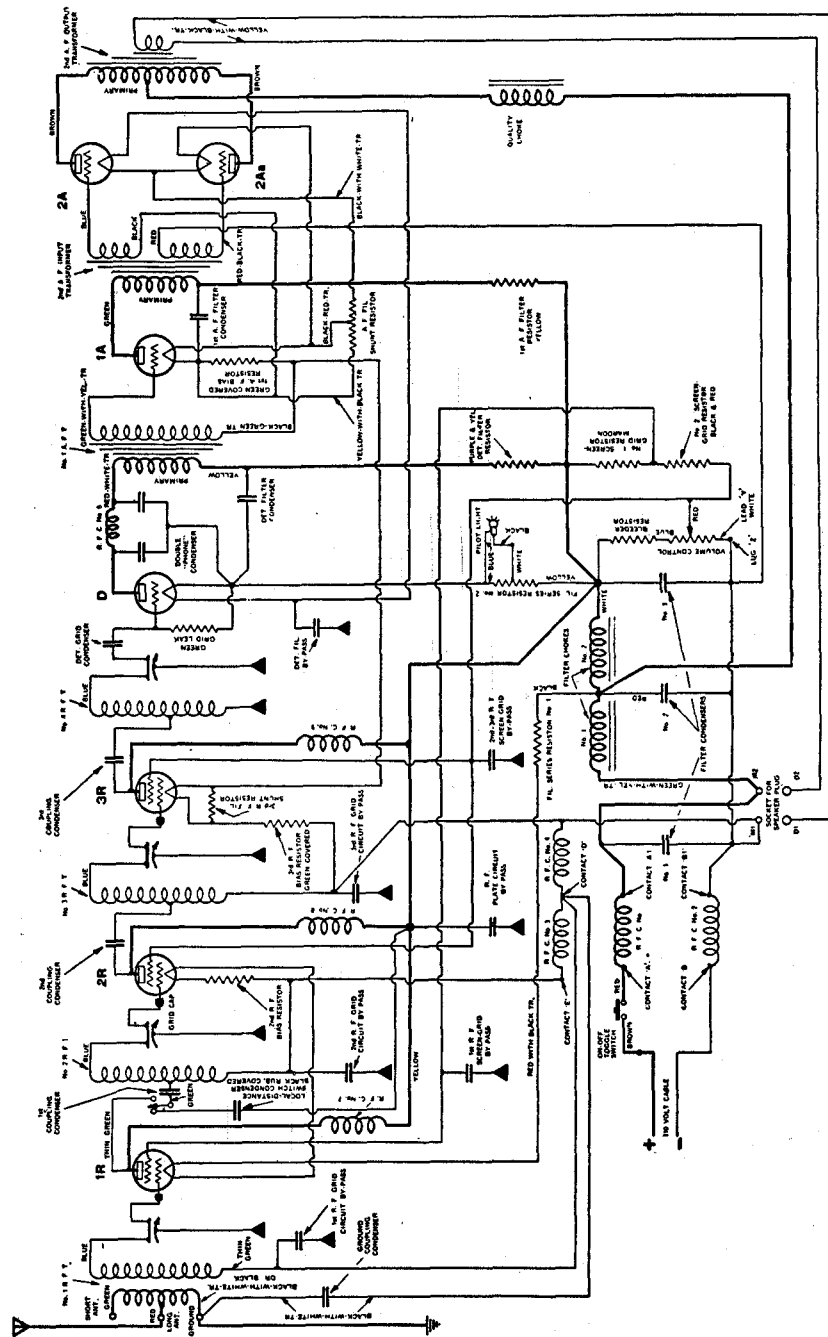 SHORT ANT.
GREEN
RED
LONG ANT.
GROUND
No. 1 R F T
BLUE
THIN GREEN
OR BLACK
BLACK-WITH-WHITE-TR.
BLACK-WITH-WHITE TR
1st R. F GRID
CIRCUIT BY-PASS
GROUND COUPLING
CONDENSER
1R
THIN GREEN
1st
COUPLING
CONDENSER
GREEN
LOCAL-DISTANCE
SWITCH CONDENSER
BLACK RUB. COVERED
R. F. C. No. 7
No 2 R F T
BLUE
GRID CAP
2R
2nd R F
BIAS RESISTOR
2nd R F GRID
CIRCUIT BY PASS
1st R F
SCREEN-GRID
BY-PASS
YELLOW
RED WITH BLACK TR.
2nd
COUPLING
CONDENSER
R F C No 8
R. F.
PLATE CIRCUIT
BY PASS
No 3 R F T
BLUE
3R
3rd R F FIL
SHUNT RESISTOR
3rd R F
BIAS RESISTOR
GREEN COVERED
3rd R F GRID
CIRCUIT BY PASS
3rd
COUPLING
CONDENSER
R F C. No. 9
2nd-3rd R F
SCREEN GRID
BY-PASS
No 4 R F T
BLUE
DET. GRID
CONDENSER
GRID LEAK
GREEN
DET. FIL
BY PASS
D
R F C No 6
RED-WHITE-TR
DOUBLE
"PHONE"
CONDENSER
DET. FILTER
CONDENSER
No. 1 A F T
PRIMARY
YELLOW
GREEN-WITH-YEL-TR
BLACK-GREEN TR
1A
GREEN
GREEN COVERED
1st A. F BIAS
RESISTOR
1st A. F FILTER
CONDENSER
YELLOW-WITH-BLACK TR
BLACK-RED-TR.
A F FIL
SHUNT RESISTOR
2nd A F INPUT
TRANSFORMER
PRIMARY
BLUE
BLACK
RED
RED-BLACK-TR
2A
2Aa
BROWN
BROWN
BLACK-WITH WHITE-TR
2nd A. F OUTPUT
TRANSFORMER
PRIMARY
YELLOW-WITH-BLACK-TR.
QUALITY
CHOKE
1st A. F FILTER
RESISTOR
YELLOW
PURPLE & YEL
DET. FILTER
RESISTOR
No 1 SCREEN-
GRID RESISTOR
MAROON
No 2 SCREEN-
GRID RESISTOR
BLACK & RED
PILOT LIGHT
BLUE
BLACK
WHITE
FIL SERIES RESISTOR No. 2
YELLOW
WHITE
BLEEDER
RESISTOR
BLUE
VOLUME CONTROL
RED
LEAD "Y"
WHITE
LUG "Z"
FILTER CHOKES
No. 2
No. 1
BLACK
RED
No 3
No. 2
No. 1
FILTER CONDENSERS
FIL SERIES RESISTOR No 1
GREEN-WITH-YEL-TR
R F C. No. 4
R F C No. 3
CONTACT "D"
CONTACT "E"
B2
D2
B1
D1
SOCKET FOR
SPEAKER PLUG
CONTACT A1
R F C No
CONTACT "A"
CONTACT "B1"
R F C No. 2
CONTACT B
RED
ON-OFF
TOGGLE
SWITCH
BROWN
110 VOLT CABLE
+
−